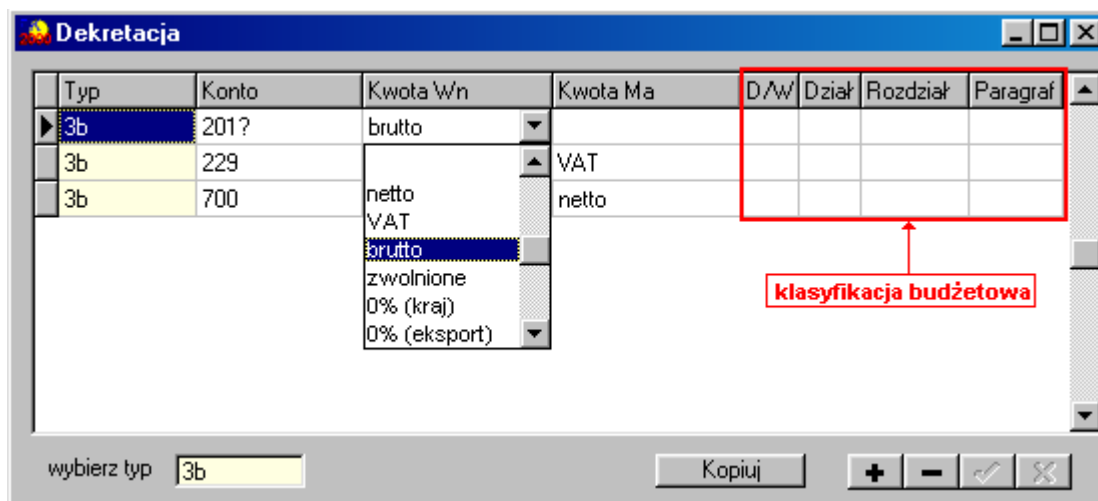 Dekretacja
Typ Konto Kwota Wn Kwota Ma D/W Dział Rozdział Paragraf
3b 201? brutto
3b 229 VAT
3b 700 netto
netto
VAT
brutto
zwolnione
0% (kraj)
0% (eksport)
klasyfikacja budżetowa
wybierz typ 3b Kopiuj